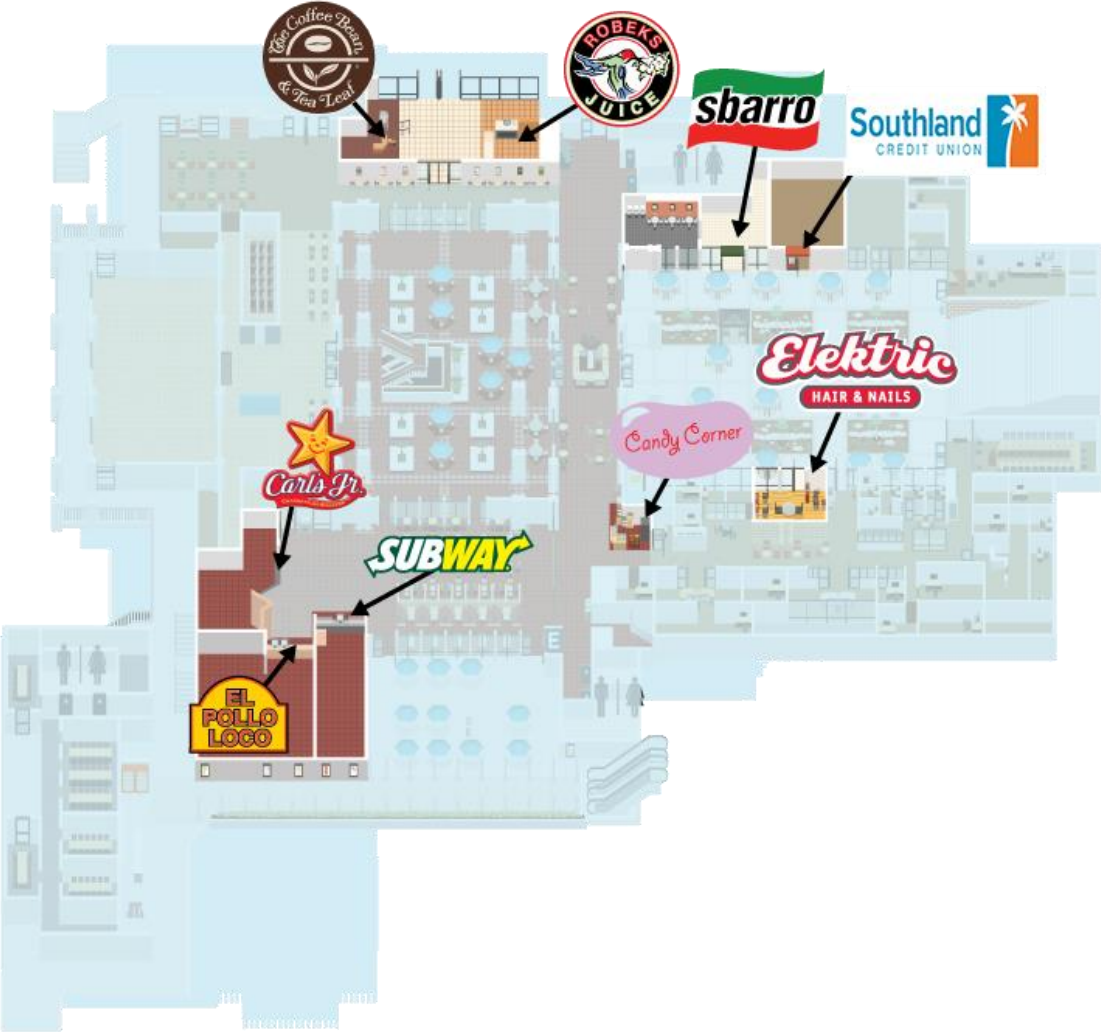 The Coffee Bean
& Tea Leaf
ROBEKS
JUICE
sbarro
Southland
CREDIT UNION
Elektric
HAIR & NAILS
Candy Corner
Carl's Jr.
SUBWAY
E
EL
POLLO
LOCO